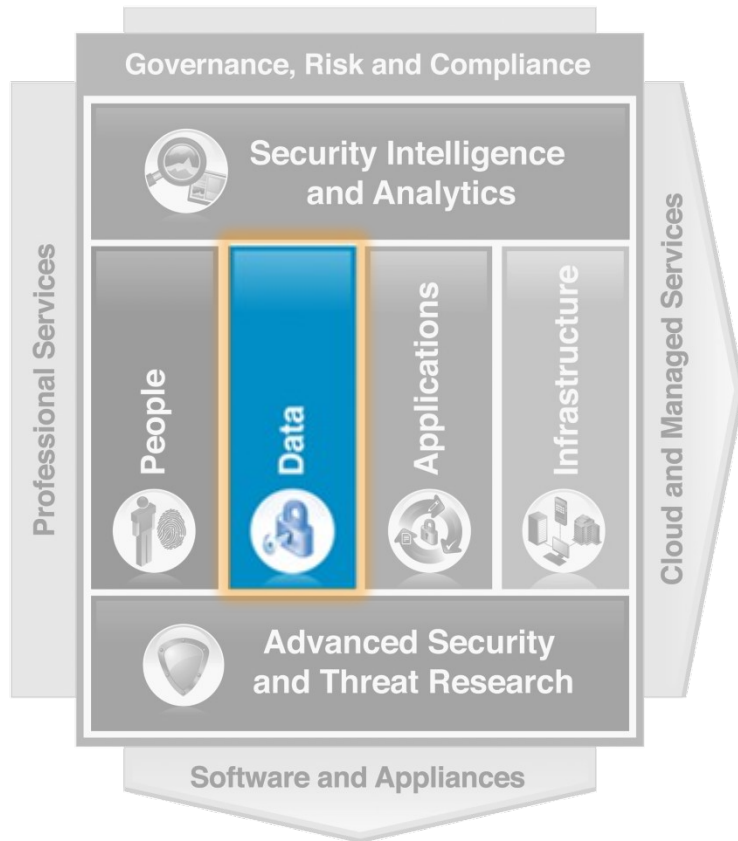 Governance, Risk and Compliance
Security Intelligence
and Analytics
Professional Services
People
Data
Applications
Infrastructure
Cloud and Managed Services
Advanced Security
and Threat Research
Software and Appliances